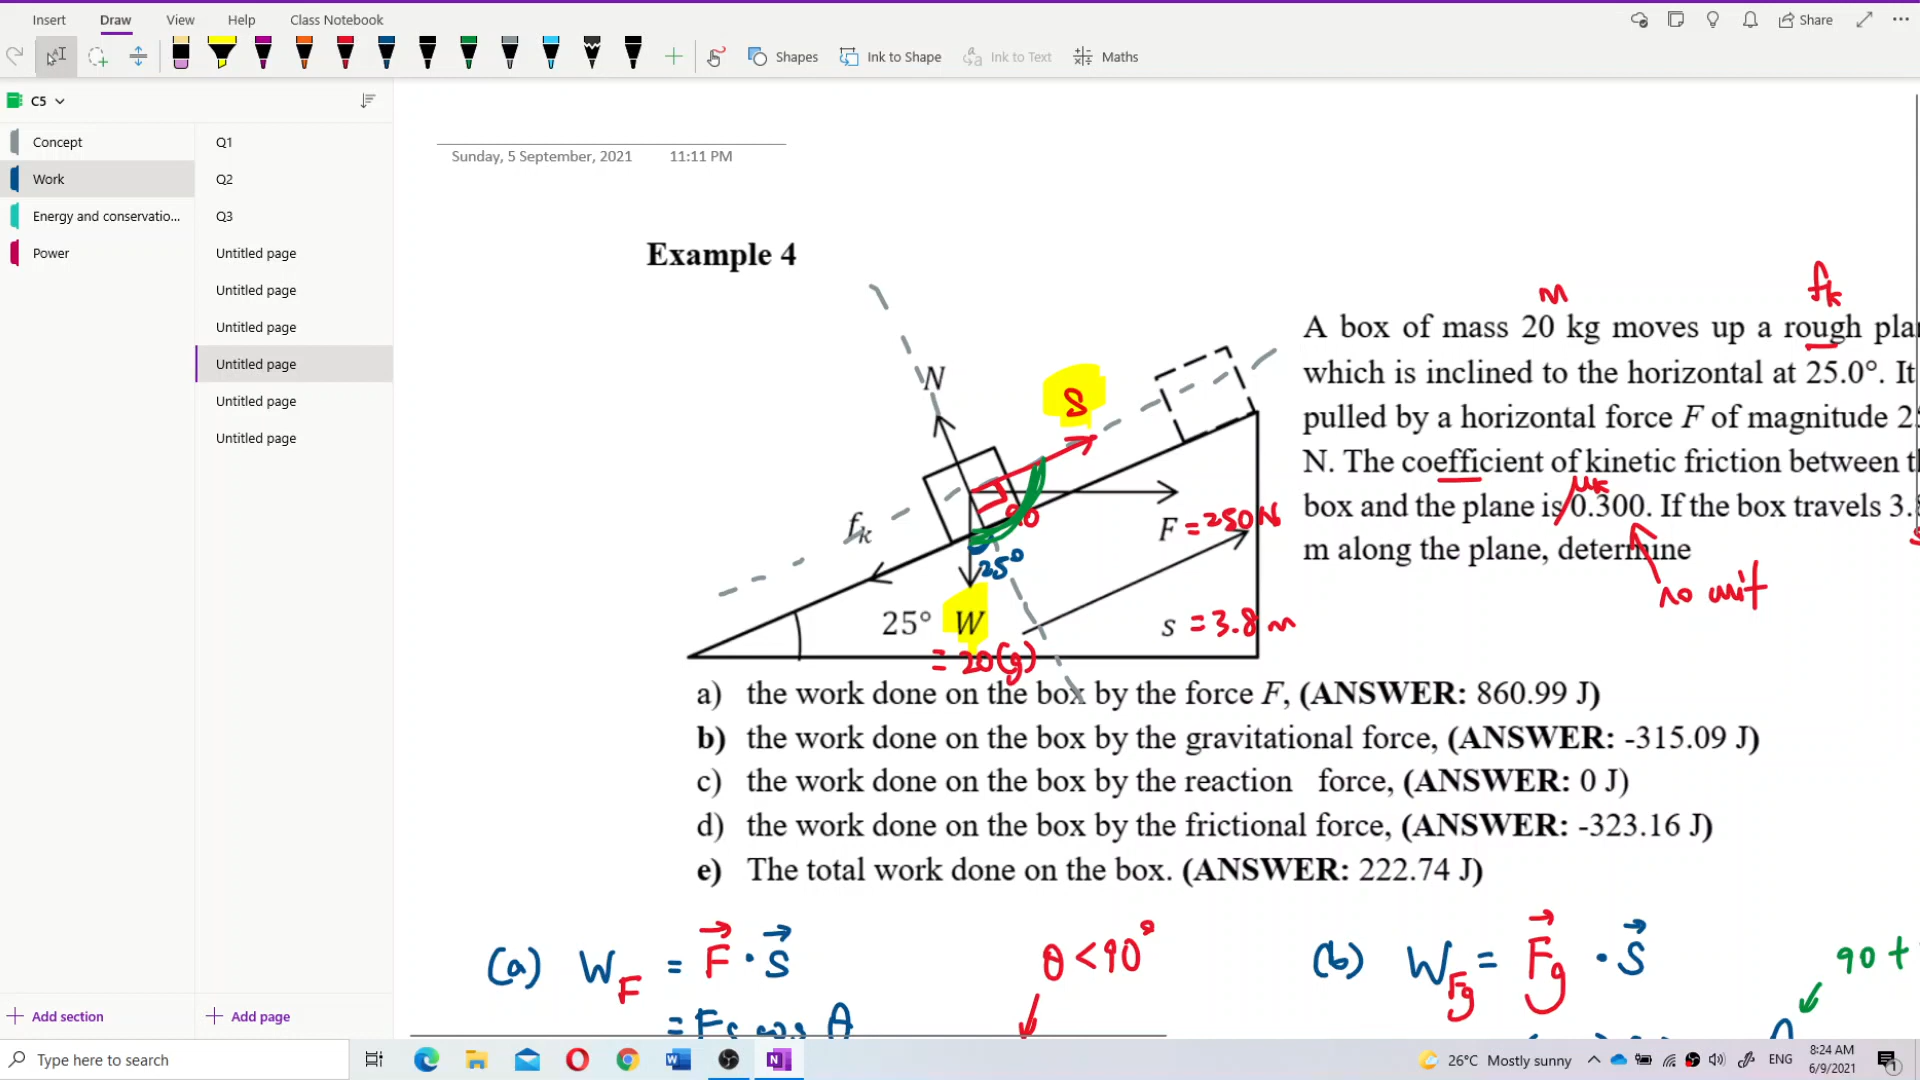 Insert Draw View Help Class Notebook Share
Shapes Ink to Shape Ink to Text Maths
C5
Concept Q1
Work Q2
Energy and conservatio... Q3
Power Untitled page
Untitled page
Untitled page
Untitled page
Untitled page
Untitled page
Add section Add page
Sunday, 5 September, 2021 11:11 PM
Example 4
m fk
A box of mass 20 kg moves up a rough pla
which is inclined to the horizontal at 25.0°. It
pulled by a horizontal force F of magnitude 2
N. The coefficient of kinetic friction between t
μk
box and the plane is 0.300. If the box travels 3.
m along the plane, determine
no unit
N
S
90
fk
F = 250 N
25°
25° W
= 20(g)
s = 3.8 m
a) the work done on the box by the force F, (ANSWER: 860.99 J)
b) the work done on the box by the gravitational force, (ANSWER: -315.09 J)
c) the work done on the box by the reaction force, (ANSWER: 0 J)
d) the work done on the box by the frictional force, (ANSWER: -323.16 J)
e) The total work done on the box. (ANSWER: 222.74 J)
(a) WF = F · S θ < 90° (b) WFg = Fg · S 90 +
= Fs cos θ
Type here to search 26°C Mostly sunny ENG 8:24 AM
6/9/2021